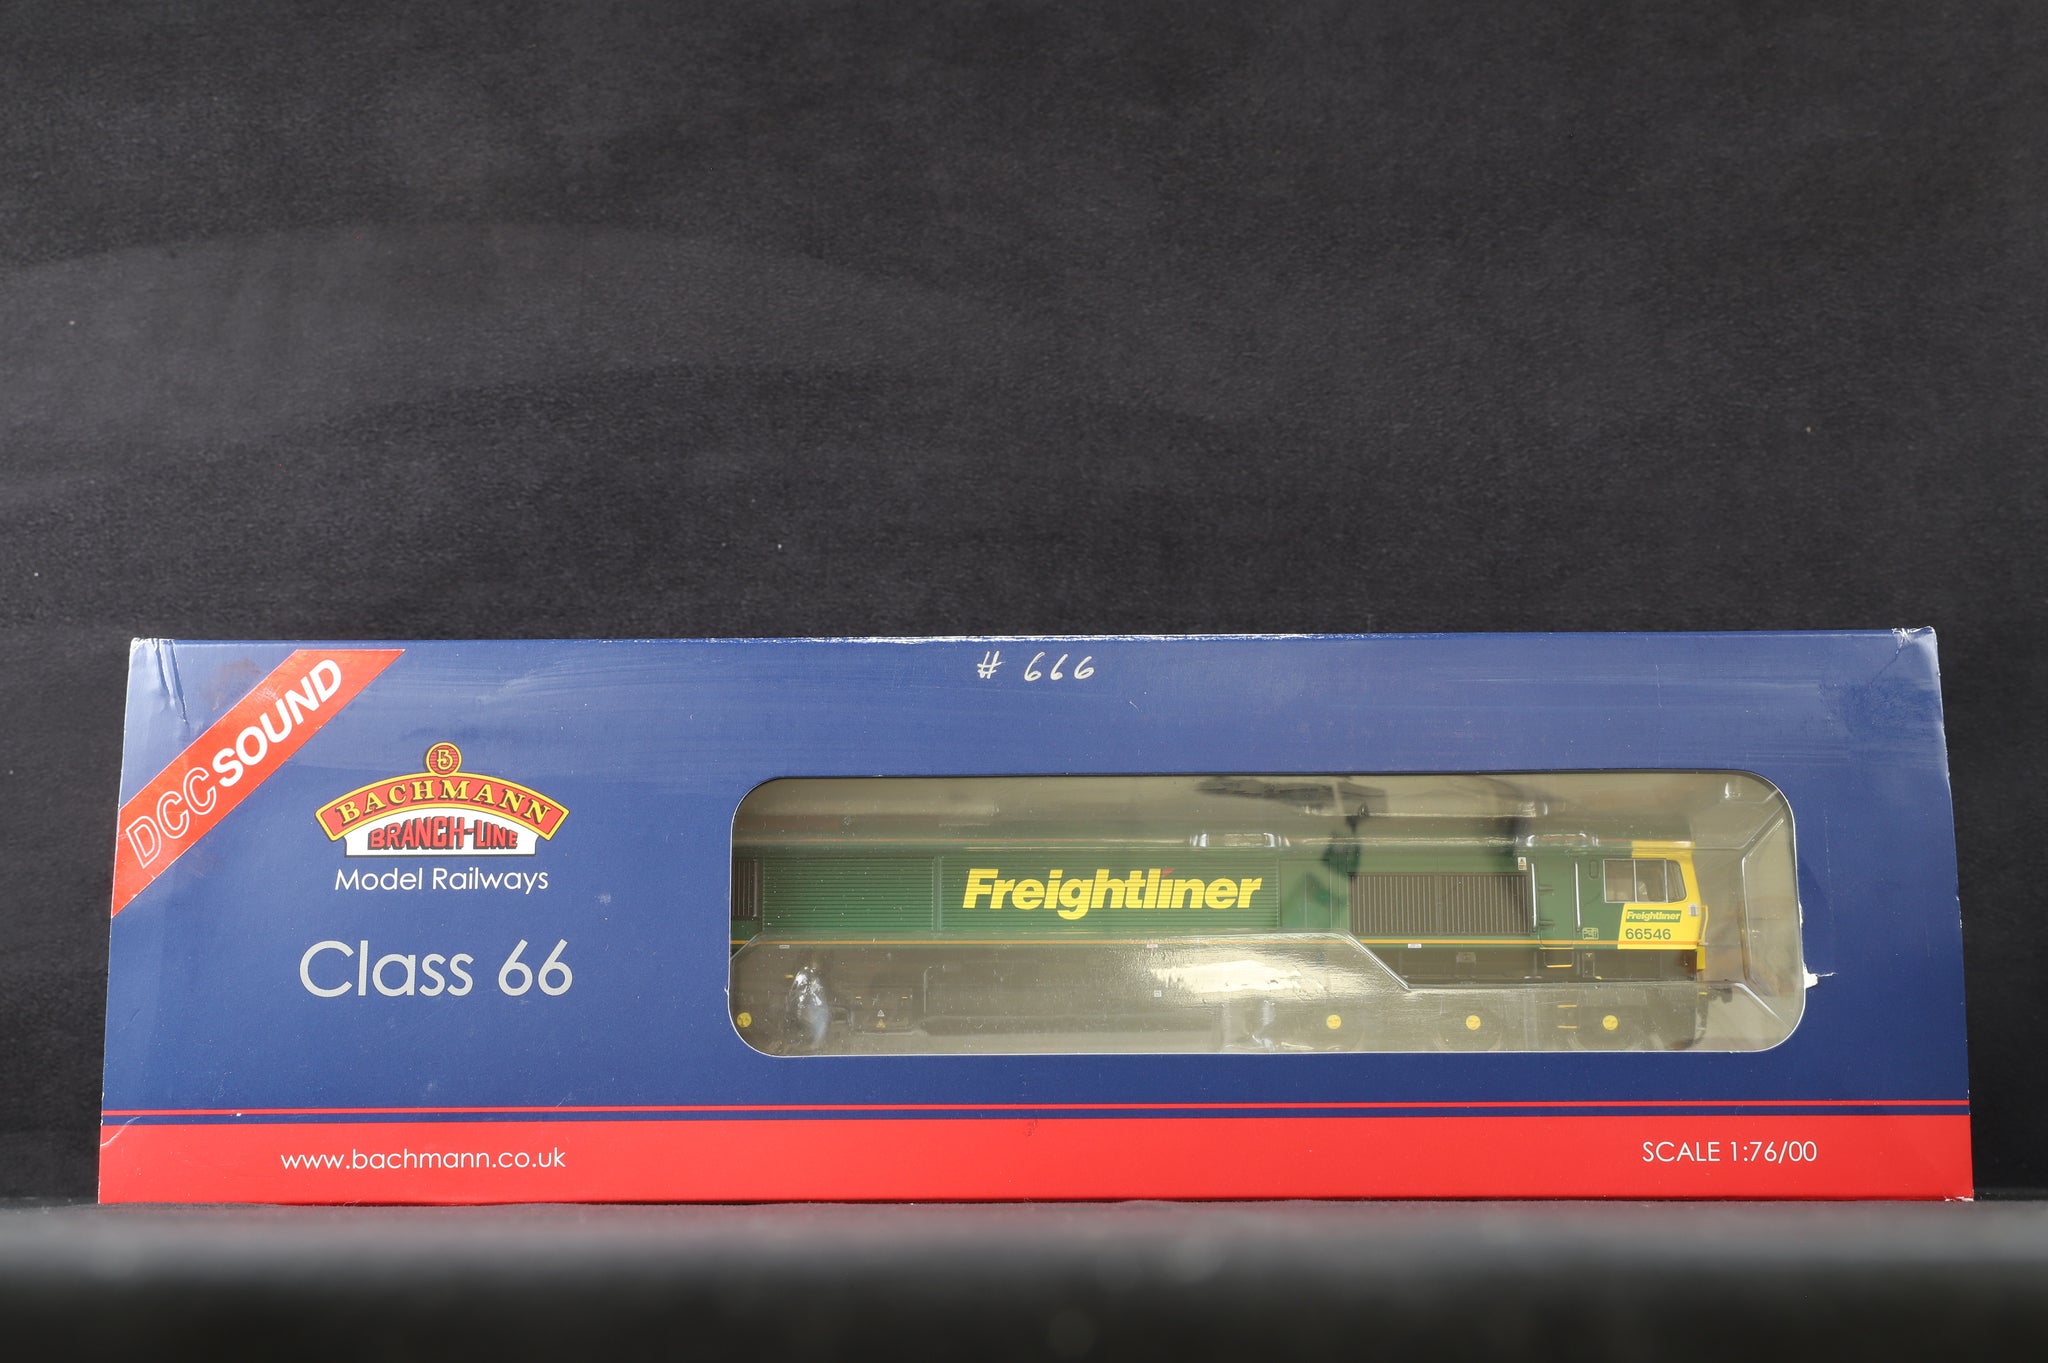 # 666
DCC SOUND
BACHMANN
BRANCH-LINE
Model Railways
Class 66
Freightliner
Freightliner
66546
www.bachmann.co.uk
SCALE 1:76/00